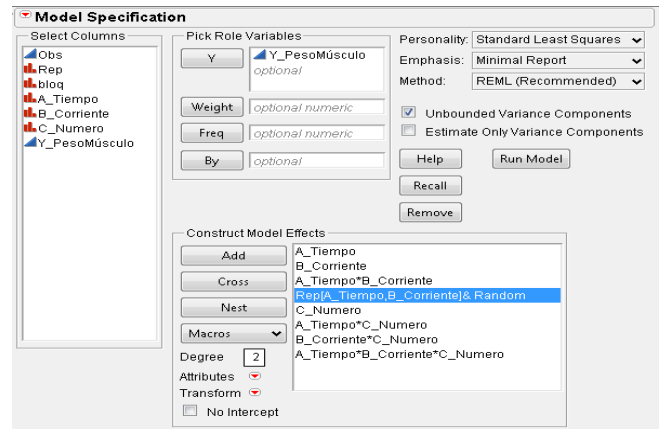 Model Specification
Select Columns
Obs
Rep
bloq
A_Tiempo
B_Corriente
C_Numero
Y_PesoMúsculo
Pick Role Variables
Y
Y_PesoMúsculo
optional
Weight
optional numeric
Freq
optional numeric
By
optional
Personality: Standard Least Squares
Emphasis: Minimal Report
Method: REML (Recommended)
Unbounded Variance Components
Estimate Only Variance Components
Help
Run Model
Recall
Remove
Construct Model Effects
Add
Cross
Nest
Macros
Degree 2
Attributes
Transform
No Intercept
A_Tiempo
B_Corriente
A_Tiempo*B_Corriente
Rep[A_Tiempo,B_Corriente]& Random
C_Numero
A_Tiempo*C_Numero
B_Corriente*C_Numero
A_Tiempo*B_Corriente*C_Numero